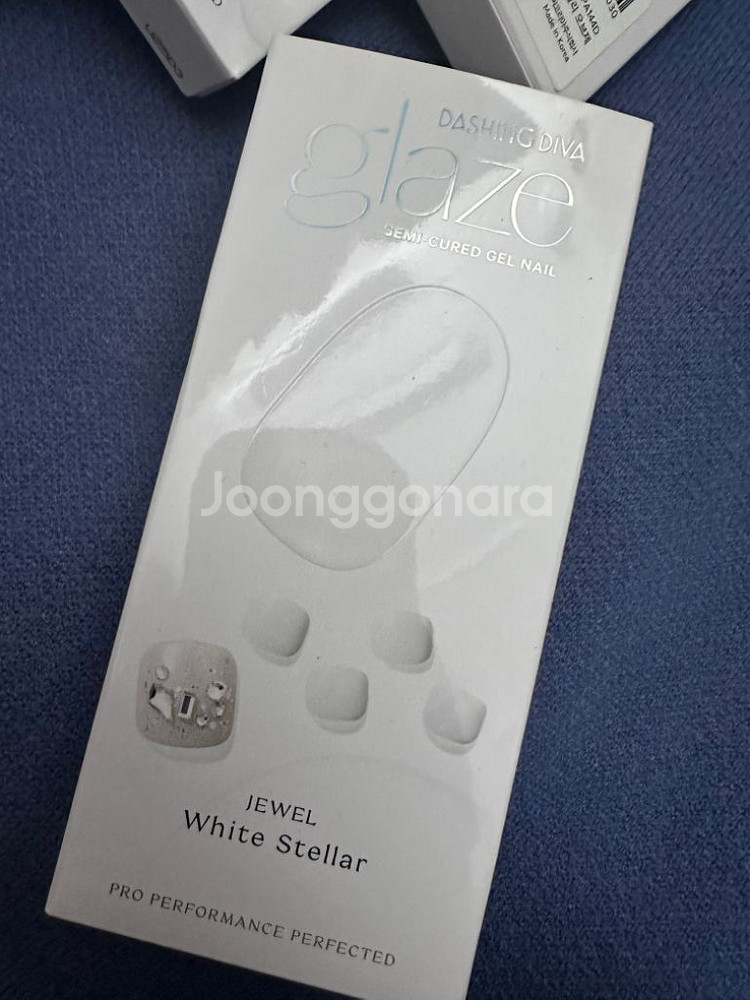 Made in Korea
DASHING DIVA
glaze
SEMI-CURED GEL NAIL
Joonggonara
JEWEL
White Stellar
PRO PERFORMANCE PERFECTED